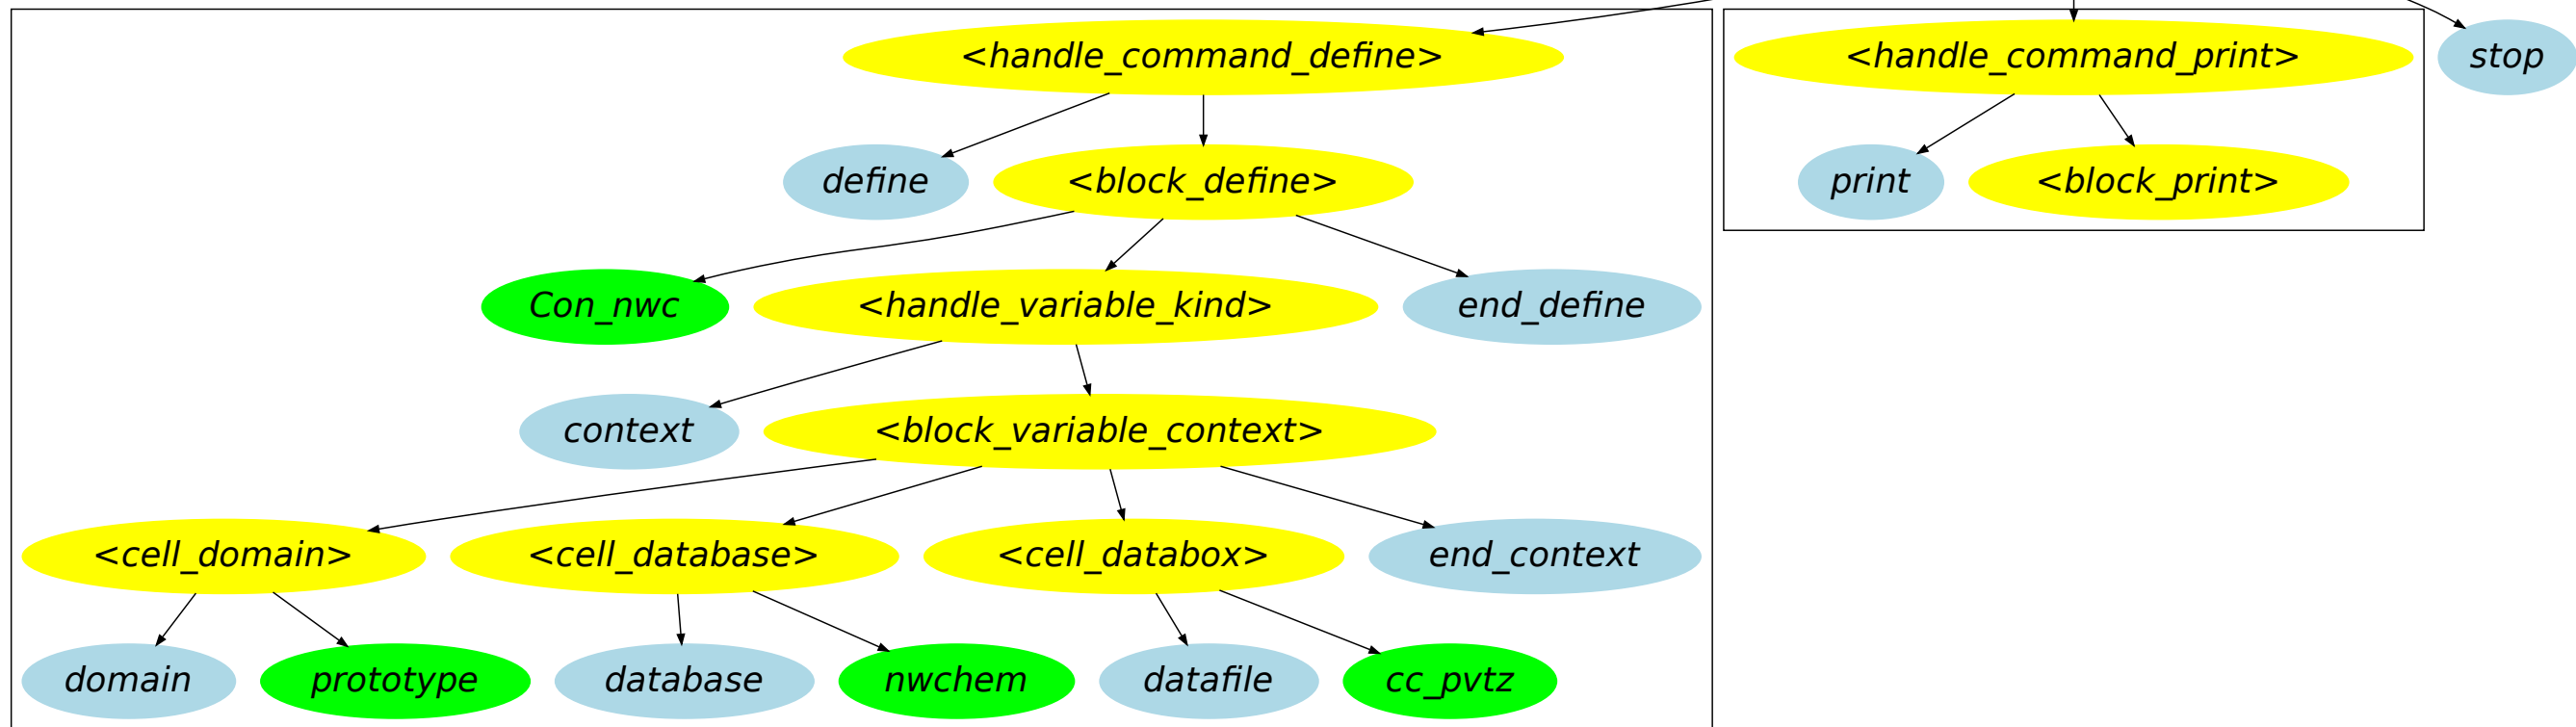 <handle_command_define>
<handle_command_print>
stop
define
<block_define>
print
<block_print>
Con_nwc
<handle_variable_kind>
end_define
context
<block_variable_context>
<cell_domain>
<cell_database>
<cell_databox>
end_context
domain
prototype
database
nwchem
datafile
cc_pvtz